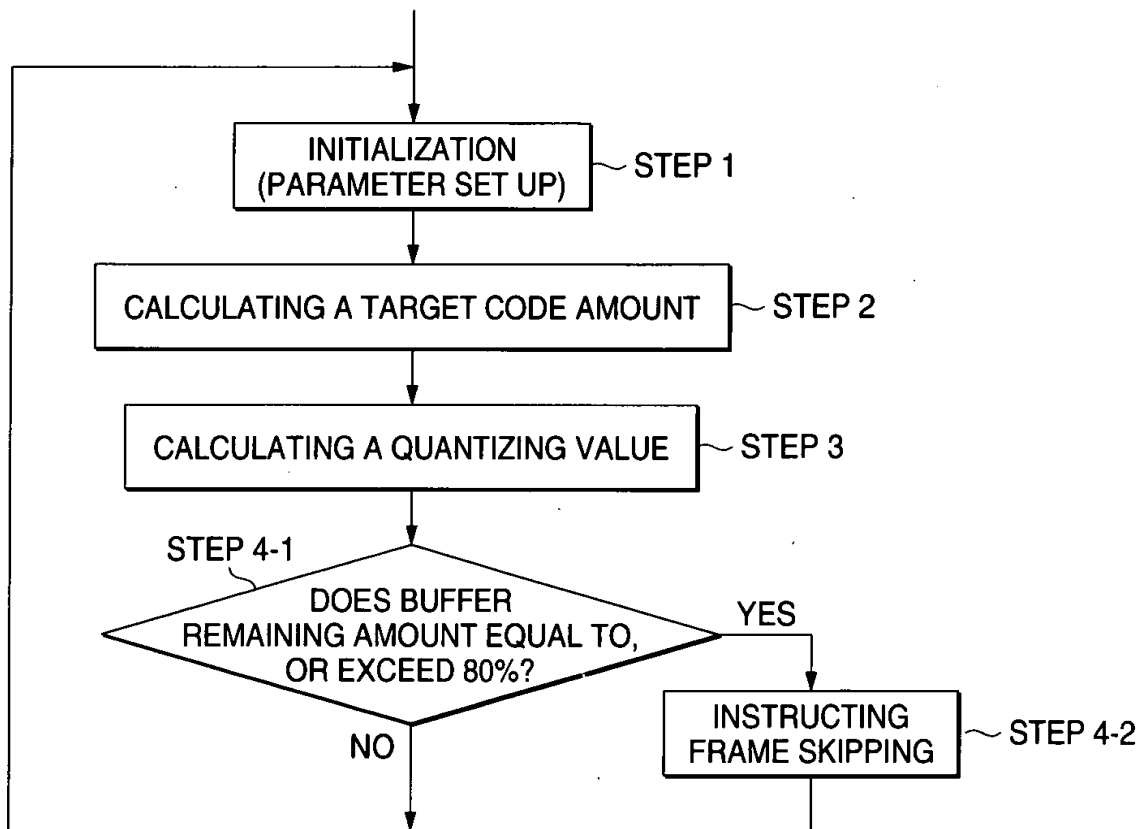 INITIALIZATION
(PARAMETER SET UP)
STEP 1
CALCULATING A TARGET CODE AMOUNT
STEP 2
CALCULATING A QUANTIZING VALUE
STEP 3
STEP 4-1
DOES BUFFER
REMAINING AMOUNT EQUAL TO,
OR EXCEED 80%?
YES
INSTRUCTING
FRAME SKIPPING
STEP 4-2
NO